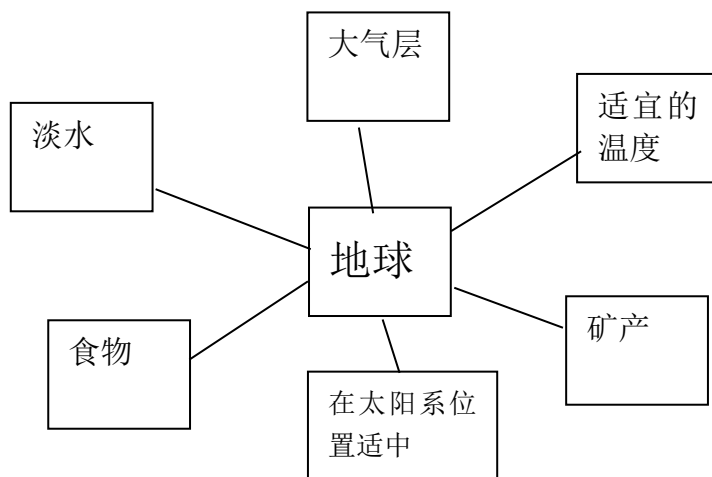 大气层
适宜的
温度
淡水
地球
食物
矿产
在太阳系位
置适中